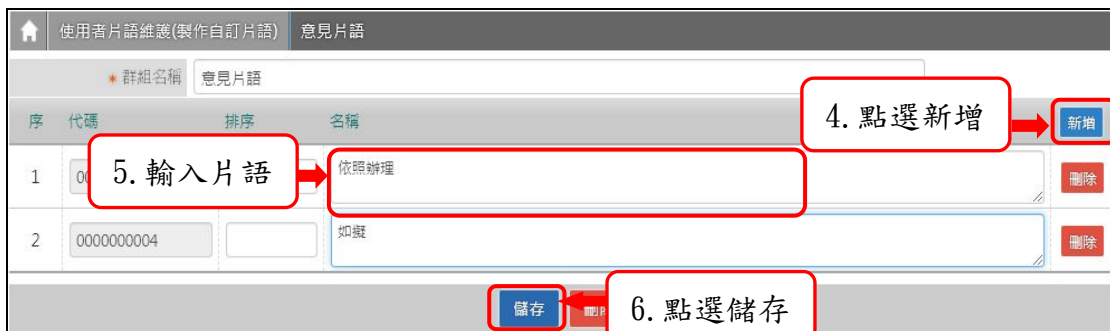 使用者片語維護(製作自訂片語) 意見片語
* 群組名稱 意見片語
序 代碼 排序 名稱 4.點選新增 新增
1 00 5.輸入片語 依照辦理 刪除
2 0000000004 如擬 刪除
儲存 6.點選儲存